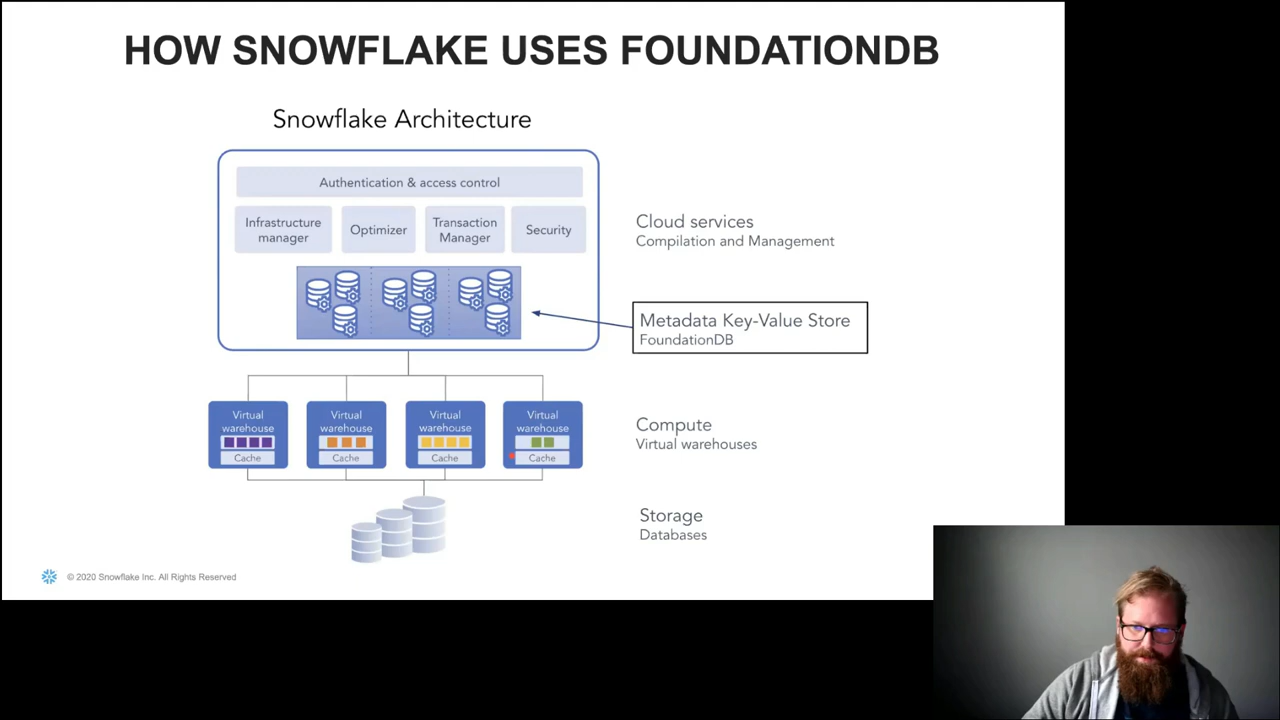 HOW SNOWFLAKE USES FOUNDATIONDB
Snowflake Architecture
Authentication & access control
Infrastructure
manager
Optimizer
Transaction
Manager
Security
Cloud services
Compilation and Management
Metadata Key-Value Store
FoundationDB
Virtual
warehouse
Cache
Virtual
warehouse
Cache
Virtual
warehouse
Cache
Virtual
warehouse
Cache
Compute
Virtual warehouses
Storage
Databases
© 2020 Snowflake Inc. All Rights Reserved